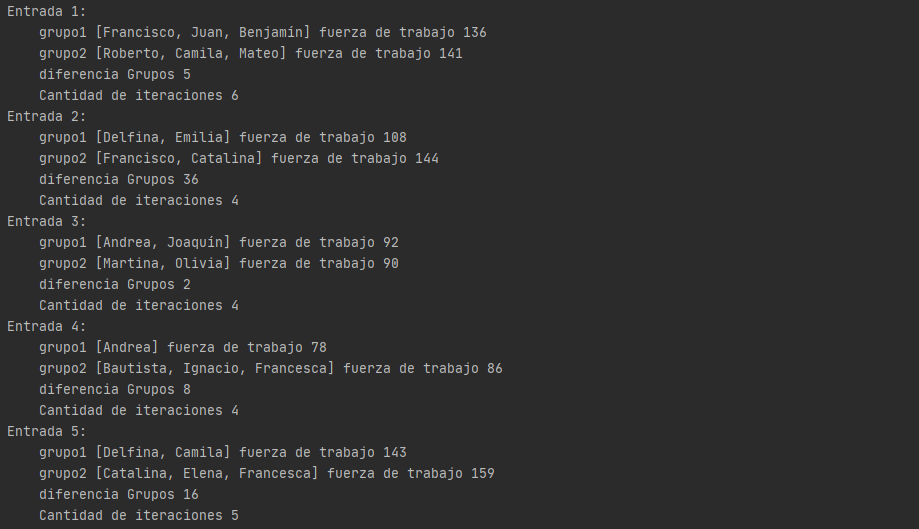 Entrada 1:
grupo1 [Francisco, Juan, Benjamín] fuerza de trabajo 136
grupo2 [Roberto, Camila, Mateo] fuerza de trabajo 141
diferencia Grupos 5
Cantidad de iteraciones 6
Entrada 2:
grupo1 [Delfina, Emilia] fuerza de trabajo 108
grupo2 [Francisco, Catalina] fuerza de trabajo 144
diferencia Grupos 36
Cantidad de iteraciones 4
Entrada 3:
grupo1 [Andrea, Joaquín] fuerza de trabajo 92
grupo2 [Martina, Olivia] fuerza de trabajo 90
diferencia Grupos 2
Cantidad de iteraciones 4
Entrada 4:
grupo1 [Andrea] fuerza de trabajo 78
grupo2 [Bautista, Ignacio, Francesca] fuerza de trabajo 86
diferencia Grupos 8
Cantidad de iteraciones 4
Entrada 5:
grupo1 [Delfina, Camila] fuerza de trabajo 143
grupo2 [Catalina, Elena, Francesca] fuerza de trabajo 159
diferencia Grupos 16
Cantidad de iteraciones 5